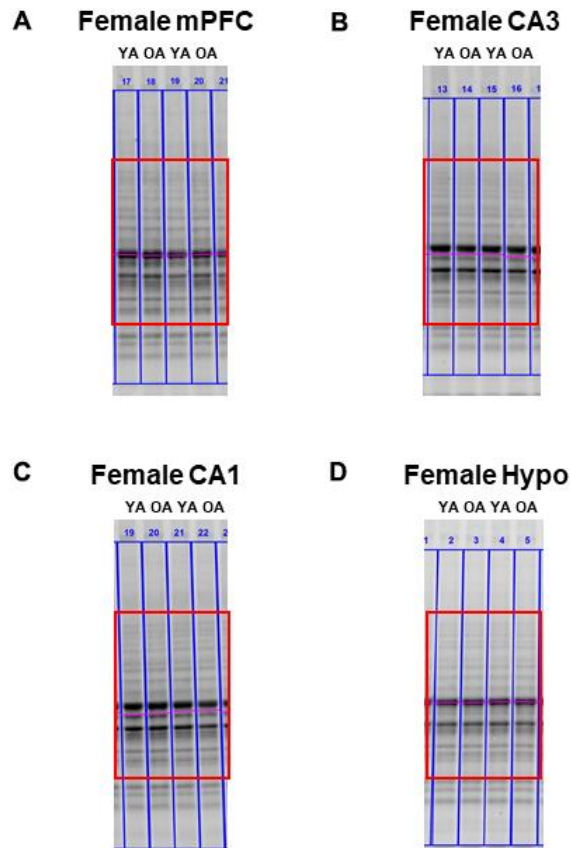 A Female mPFC
YA OA YA OA
17 18 19 20 21
B Female CA3
YA OA YA OA
13 14 15 16
C Female CA1
YA OA YA OA
19 20 21 22
D Female Hypo
YA OA YA OA
1 2 3 4 5